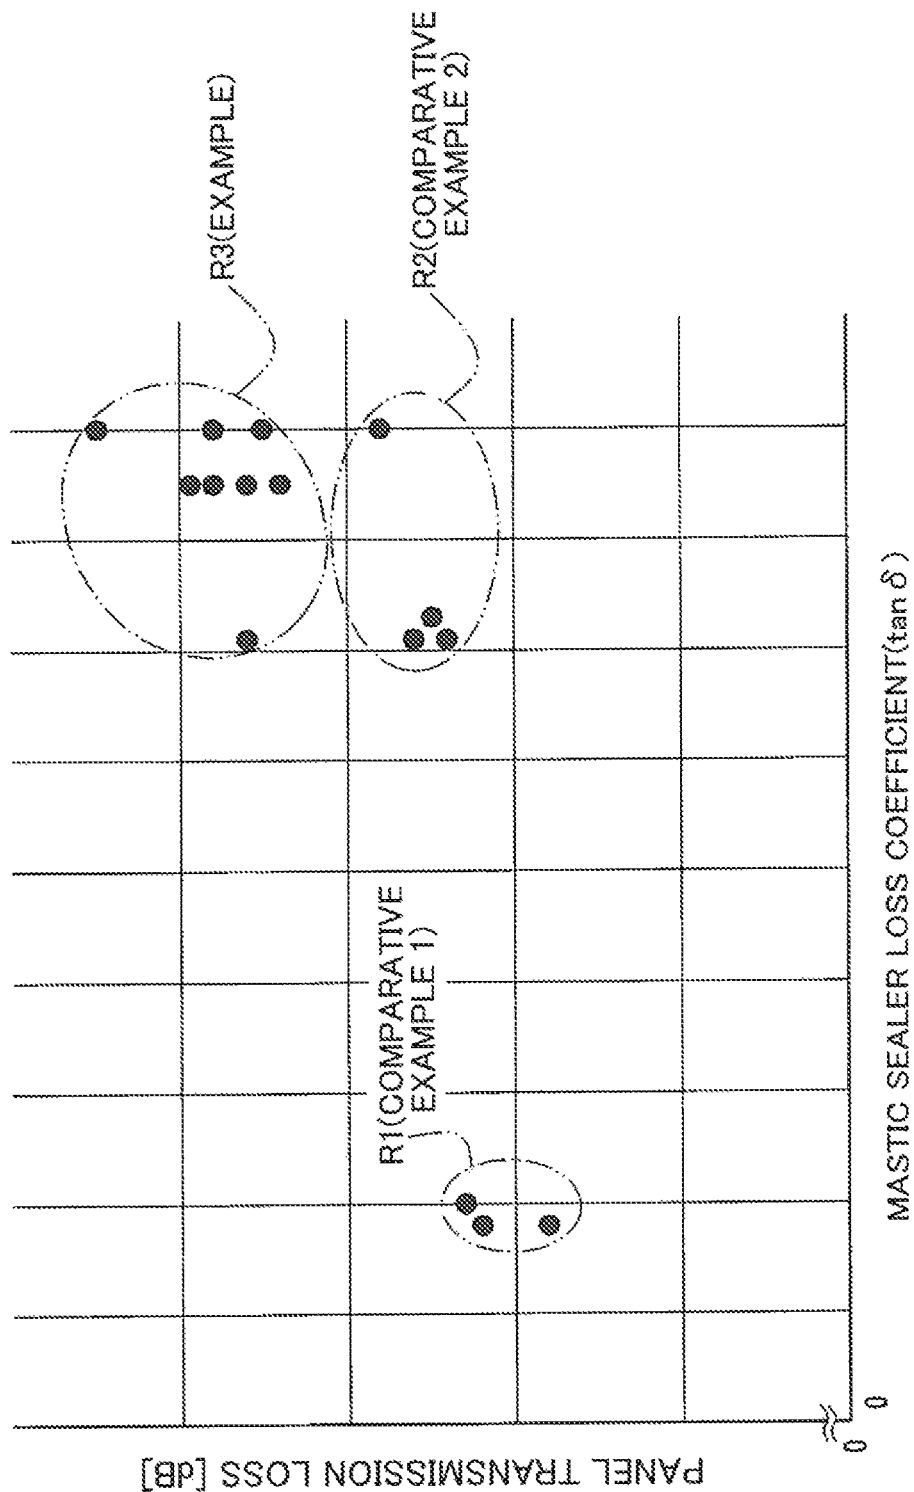 PANEL TRANSMISSION LOSS [dB]
R3(EXAMPLE)
R2(COMPARATIVE
EXAMPLE 2)
R1(COMPARATIVE
EXAMPLE 1)
0
0
MASTIC SEALER LOSS COEFFICIENT(tan δ)